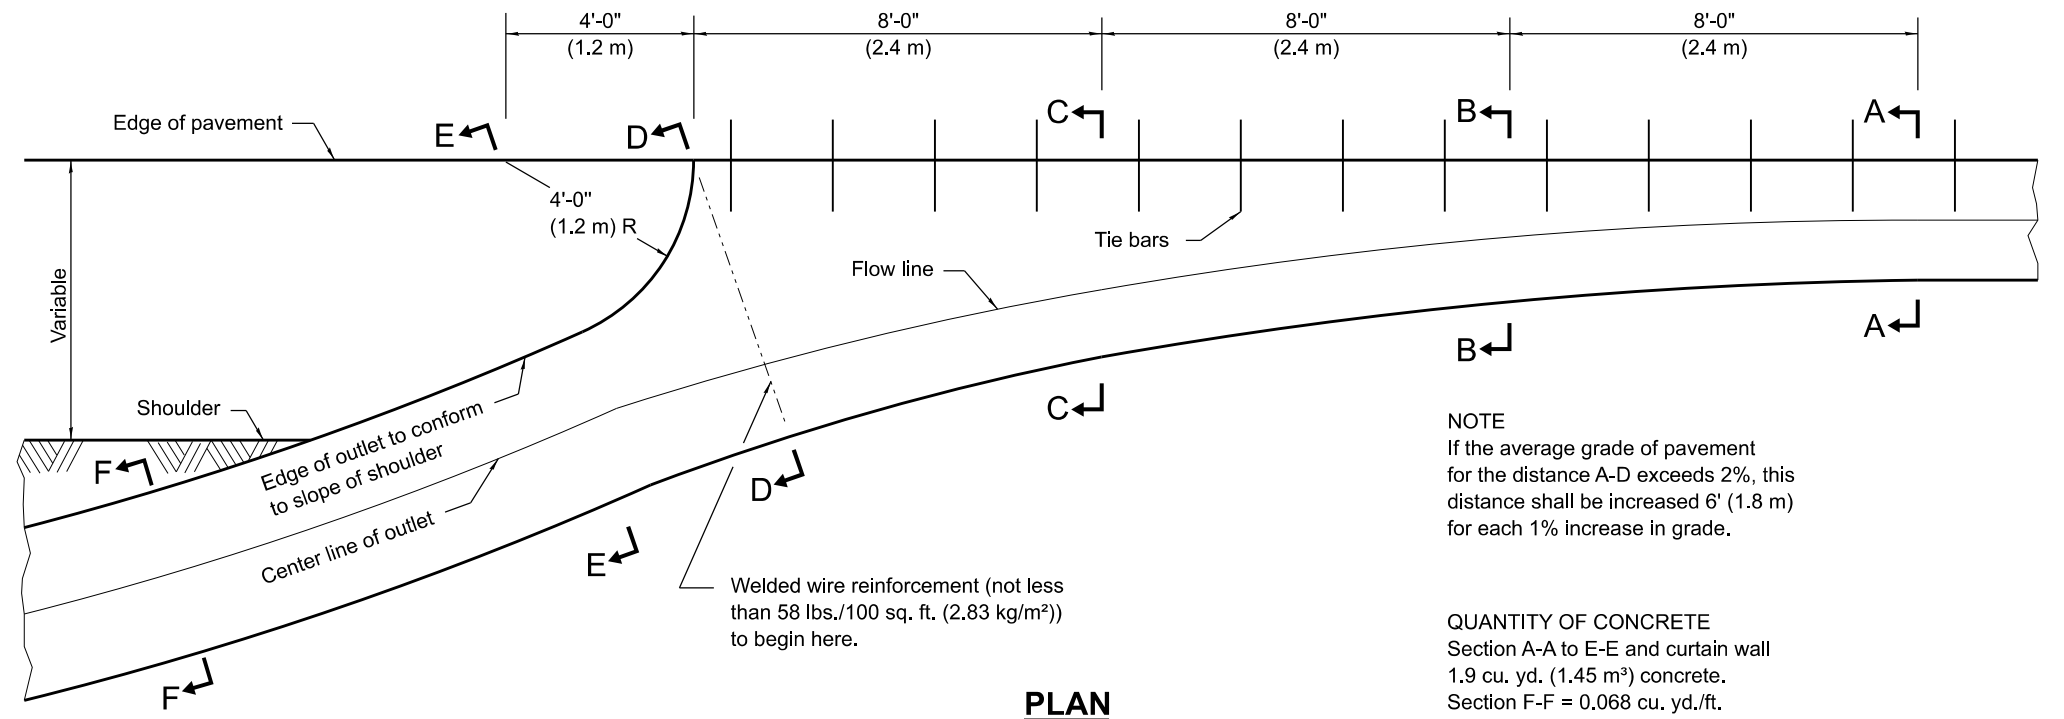 4'-0"
(1.2 m)
8'-0"
(2.4 m)
8'-0"
(2.4 m)
8'-0"
(2.4 m)
Edge of pavement
E
D
C
B
A
4'-0"
(1.2 m) R
Tie bars
Flow line
Variable
A
B
C
Shoulder
Edge of outlet to conform
to slope of shoulder
F
D
Center line of outlet
E
F
Welded wire reinforcement (not less
than 58 lbs./100 sq. ft. (2.83 kg/m²))
to begin here.
NOTE
If the average grade of pavement
for the distance A-D exceeds 2%, this
distance shall be increased 6' (1.8 m)
for each 1% increase in grade.
QUANTITY OF CONCRETE
Section A-A to E-E and curtain wall
1.9 cu. yd. (1.45 m³) concrete.
Section F-F = 0.068 cu. yd./ft.
PLAN